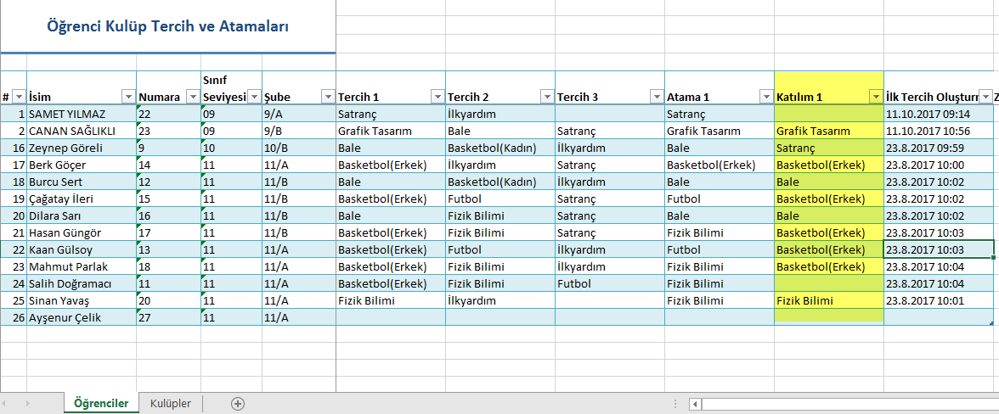 Öğrenci Kulüp Tercih ve Atamaları
# İsim Numara Sınıf Seviyesi Şube Tercih 1 Tercih 2 Tercih 3 Atama 1 Katılım 1 İlk Tercih Oluştur
1 SAMET YILMAZ 22 09 9/A Satranç İlkyardım Satranç 11.10.2017 09:14
2 CANAN SAĞLIKLI 23 09 9/B Grafik Tasarım Bale Satranç Grafik Tasarım Grafik Tasarım 11.10.2017 10:56
16 Zeynep Göreli 9 10 10/B Bale Basketbol(Kadın) İlkyardım Bale Satranç 23.8.2017 09:59
17 Berk Göçer 14 11 11/A Basketbol(Erkek) İlkyardım Satranç Basketbol(Erkek) Basketbol(Erkek) 23.8.2017 10:00
18 Burcu Sert 12 11 11/B Bale Basketbol(Kadın) İlkyardım Bale Bale 23.8.2017 10:02
19 Çağatay İleri 15 11 11/B Basketbol(Erkek) Futbol Satranç Futbol Basketbol(Erkek) 23.8.2017 10:02
20 Dilara Sarı 16 11 11/B Bale Fizik Bilimi Satranç Bale Bale 23.8.2017 10:02
21 Hasan Güngör 17 11 11/B Basketbol(Erkek) Fizik Bilimi Satranç Fizik Bilimi Basketbol(Erkek) 23.8.2017 10:03
22 Kaan Gülsoy 13 11 11/A Basketbol(Erkek) Futbol İlkyardım Futbol Basketbol(Erkek) 23.8.2017 10:03
23 Mahmut Parlak 18 11 11/A Basketbol(Erkek) Fizik Bilimi İlkyardım Fizik Bilimi Basketbol(Erkek) 23.8.2017 10:04
24 Salih Doğramacı 11 11 11/A Basketbol(Erkek) Fizik Bilimi Futbol Fizik Bilimi 23.8.2017 10:04
25 Sinan Yavaş 20 11 11/A Fizik Bilimi İlkyardım Fizik Bilimi Fizik Bilimi 23.8.2017 10:01
26 Ayşenur Çelik 27 11 11/A
Öğrenciler Kulüpler